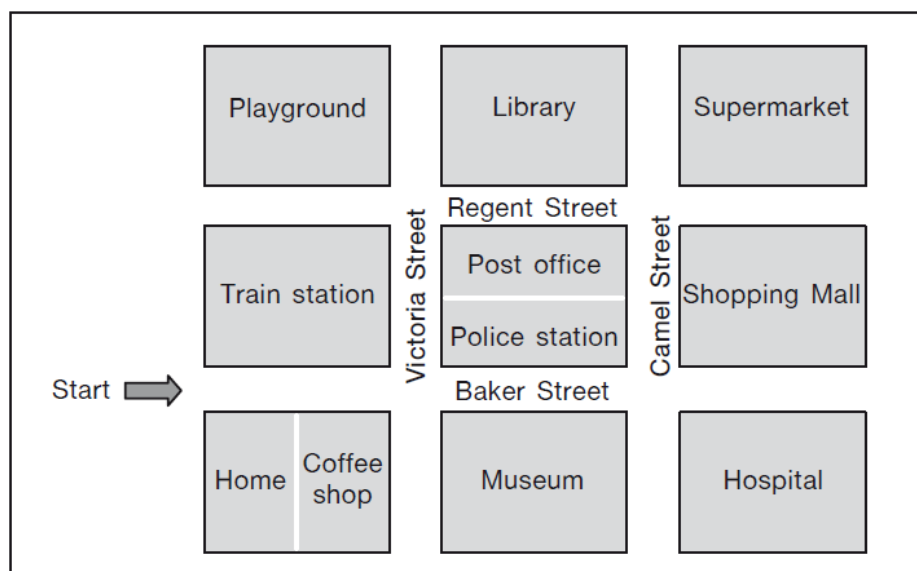 Playground
Library
Supermarket
Regent Street
Victoria Street
Camel Street
Train station
Post office
Police station
Shopping Mall
Start
Baker Street
Home
Coffee
shop
Museum
Hospital